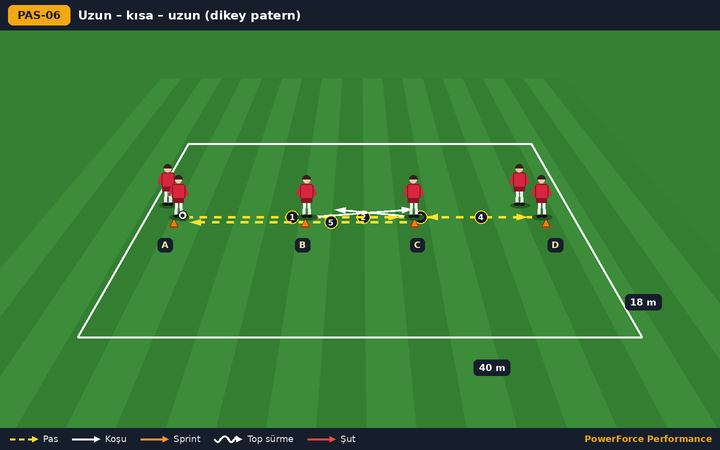 PAS-06 Uzun – kısa – uzun (dikey patern)
1 2 4
5
A B C D
18 m
40 m
Pas Koşu Sprint Top sürme Şut PowerForce Performance